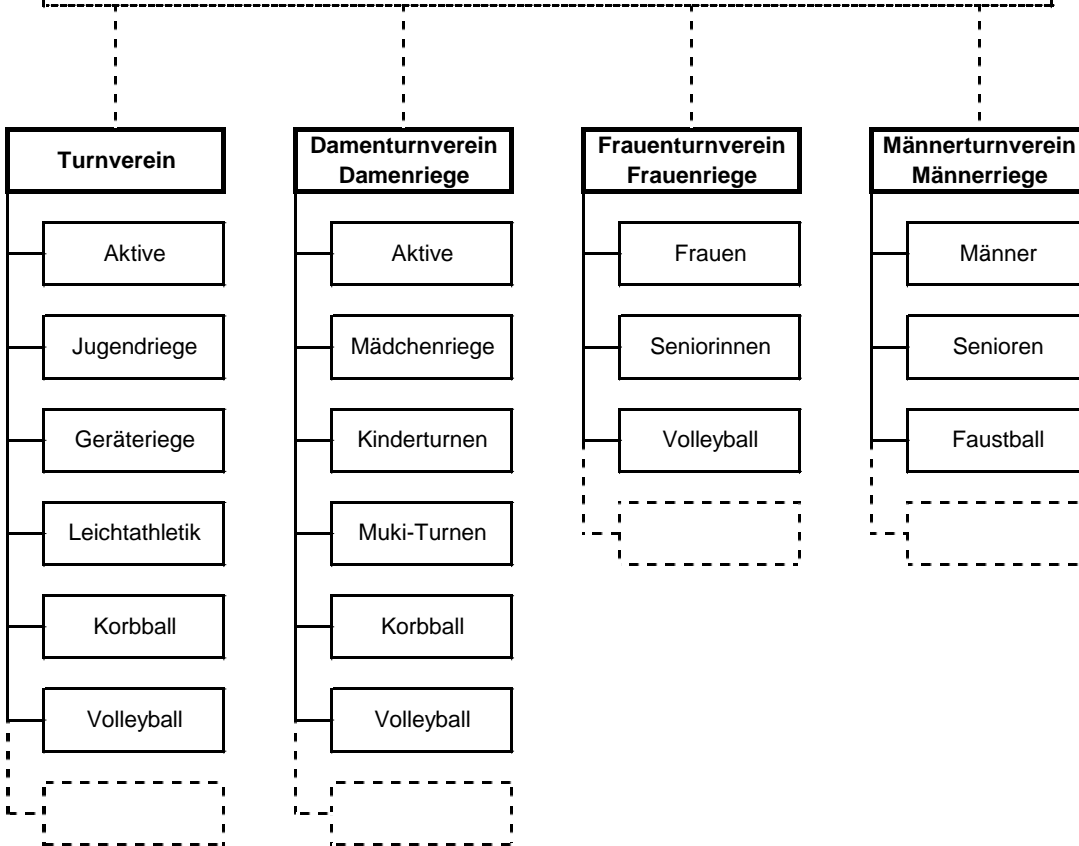 Turnverein
Aktive
Jugendriege
Geräteriege
Leichtathletik
Korbball
Volleyball
Damenturnverein
Damenriege
Aktive
Mädchenriege
Kinderturnen
Muki-Turnen
Korbball
Volleyball
Frauenturnverein
Frauenriege
Frauen
Seniorinnen
Volleyball
Männerturnverein
Männerriege
Männer
Senioren
Faustball